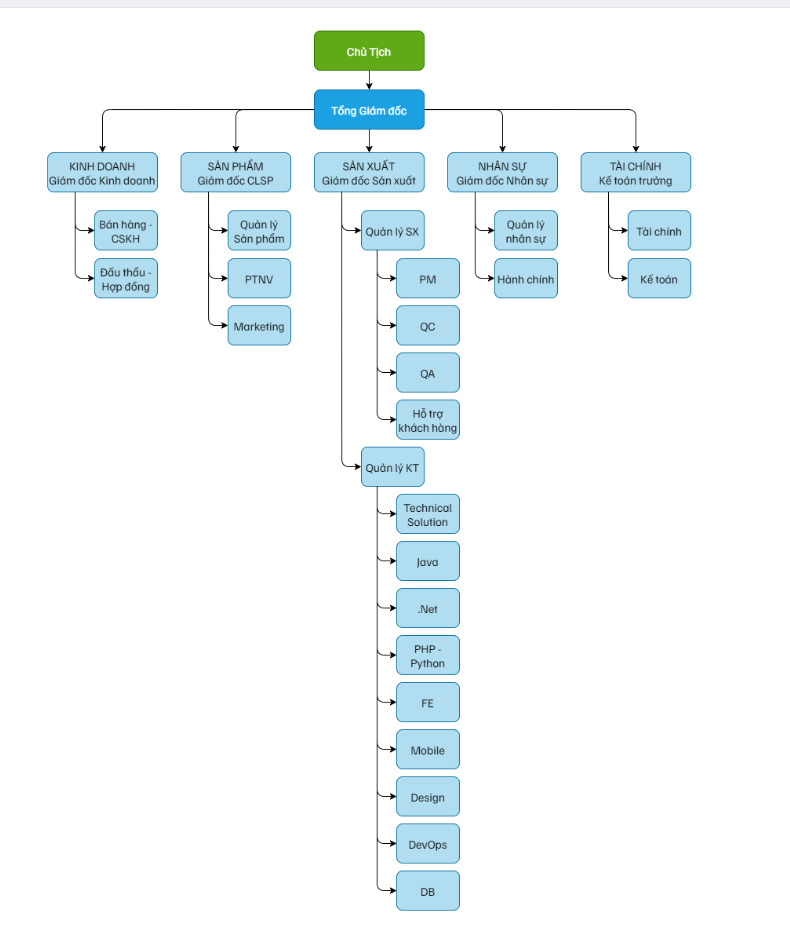 Chủ Tịch
Tổng Giám đốc
KINH DOANH
Giám đốc Kinh doanh
SẢN PHẨM
Giám đốc CLSP
SẢN XUẤT
Giám đốc Sản xuất
NHÂN SỰ
Giám đốc Nhân sự
TÀI CHÍNH
Kế toán trưởng
Bán hàng -
CSKH
Đấu thầu -
Hợp đồng
Quản lý
Sản phẩm
PTNV
Marketing
Quản lý SX
PM
QC
QA
Hỗ trợ
khách hàng
Quản lý KT
Technical
Solution
Java
.Net
PHP -
Python
FE
Mobile
Design
DevOps
DB
Quản lý
nhân sự
Hành chính
Tài chính
Kế toán